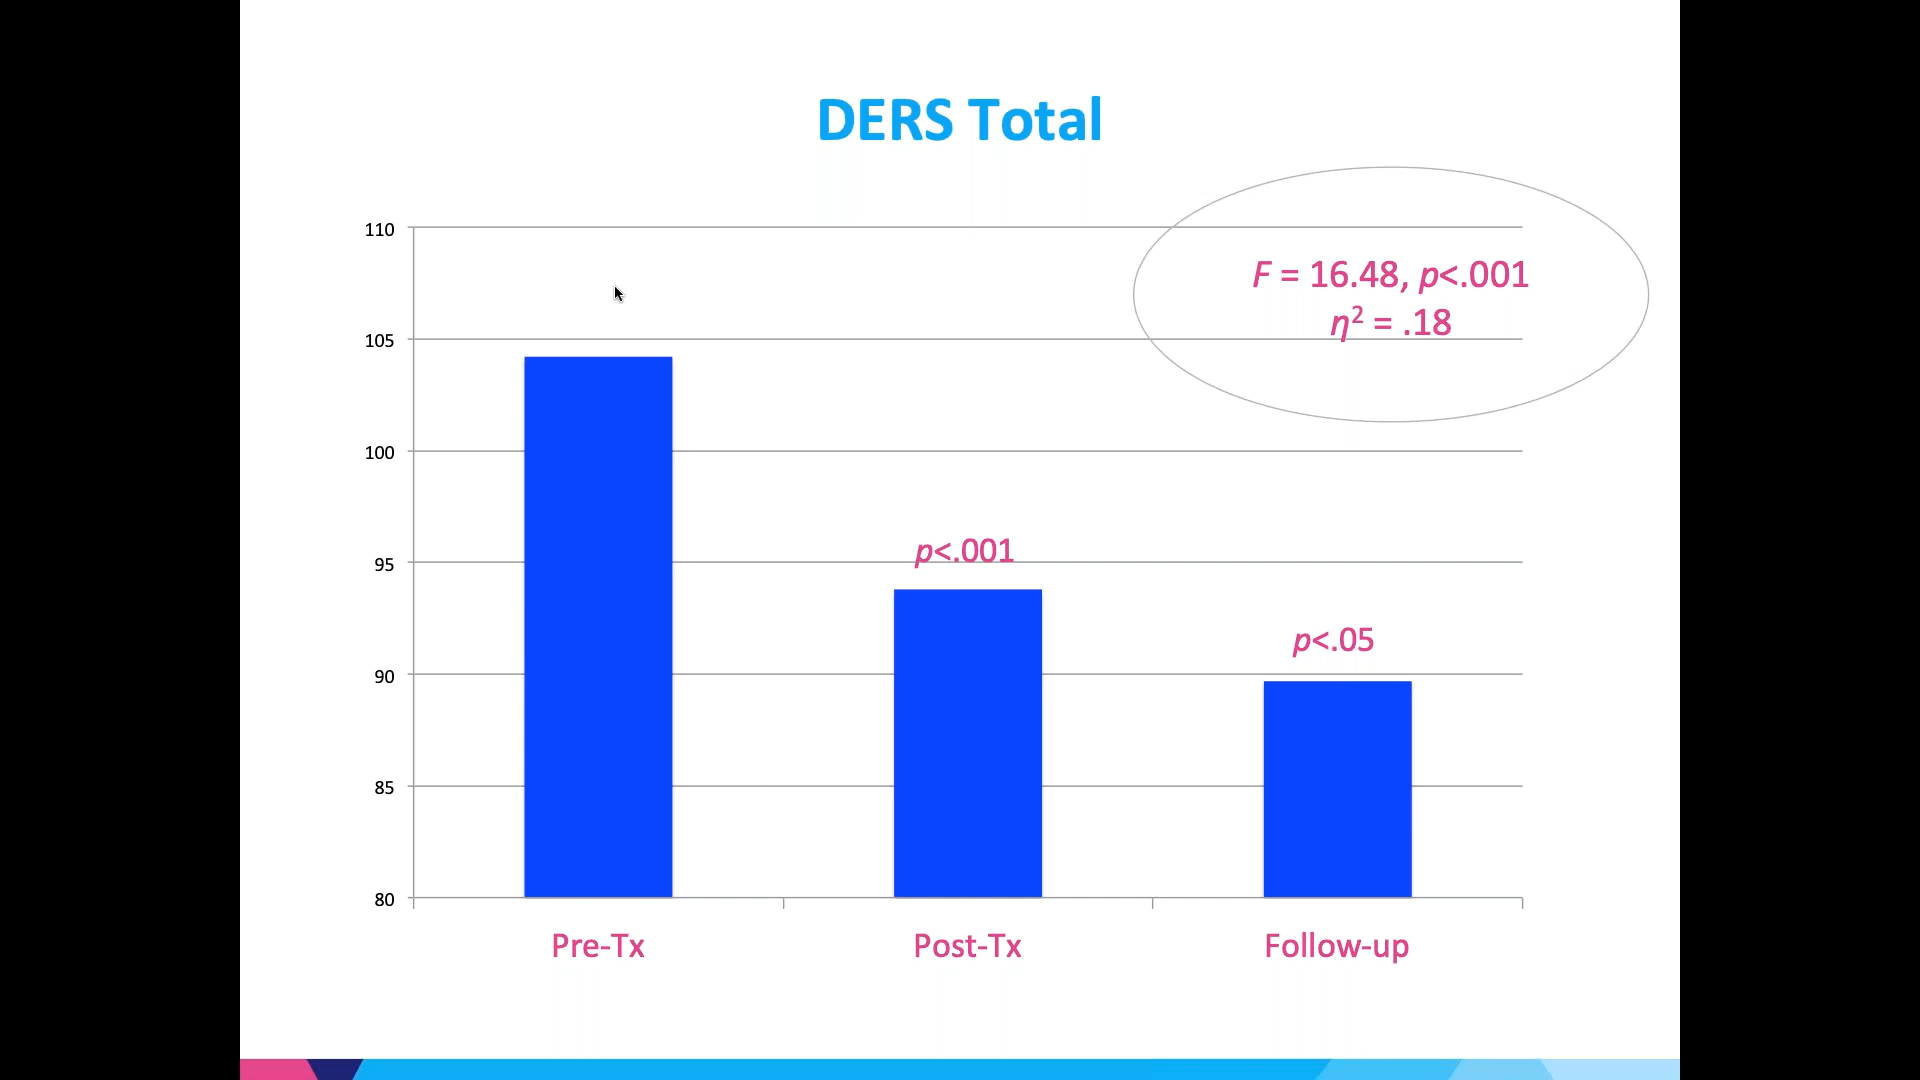 DERS Total
110
F = 16.48, p<.001
η² = .18
105
100
95
p<.001
p<.05
90
85
80
Pre-Tx
Post-Tx
Follow-up